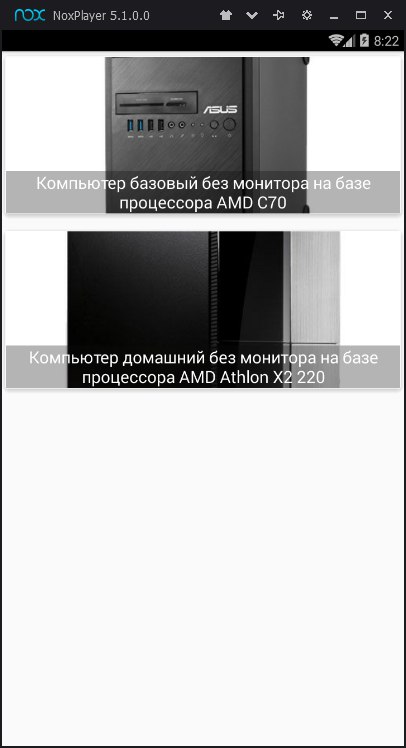 nox NoxPlayer 5.1.0.0
8:22
ASUS
Компьютер базовый без монитора на базе
процессора AMD C70
Компьютер домашний без монитора на базе
процессора AMD Athlon X2 220